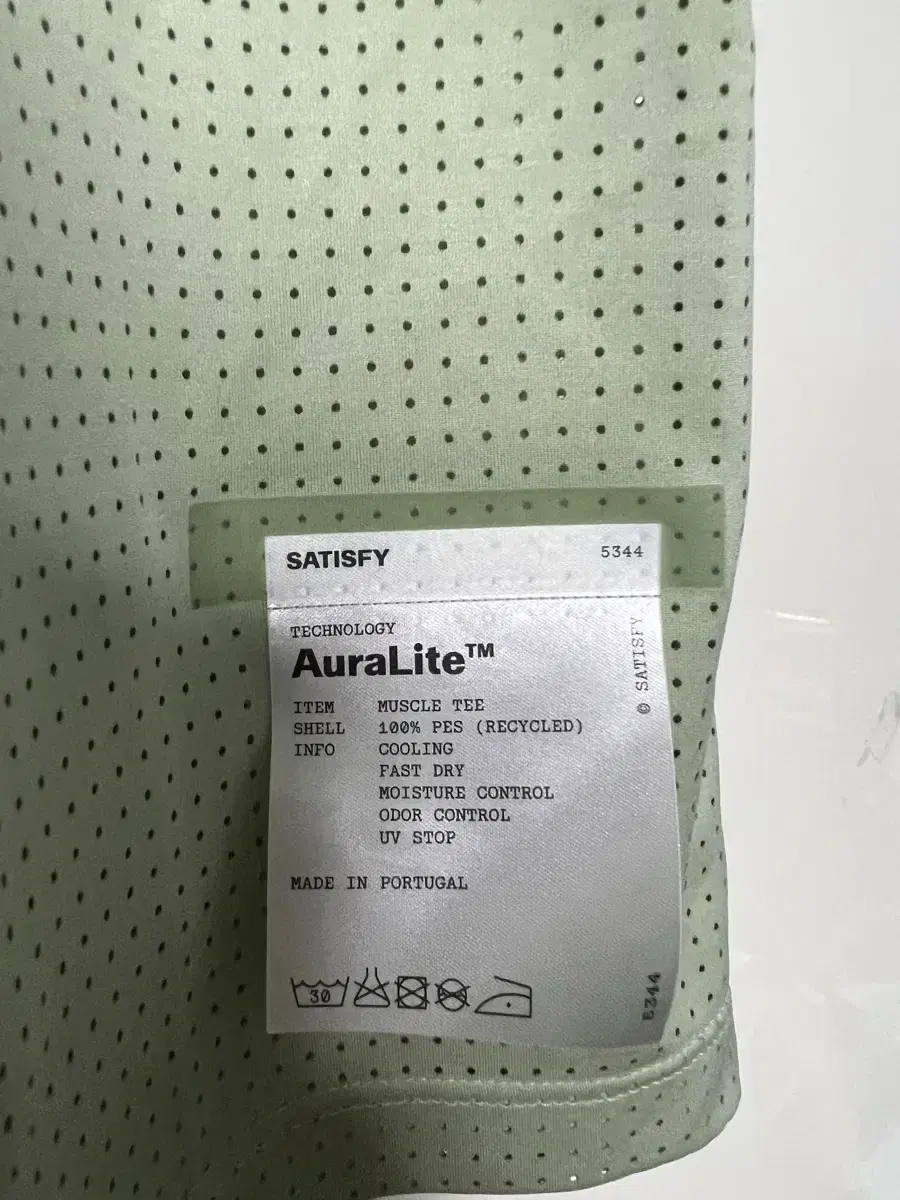 SATISFY 5344
TECHNOLOGY
AuraLite™
ITEM MUSCLE TEE
SHELL 100% PES (RECYCLED)
INFO COOLING
FAST DRY
MOISTURE CONTROL
ODOR CONTROL
UV STOP
MADE IN PORTUGAL
30
© SATISFY
5344